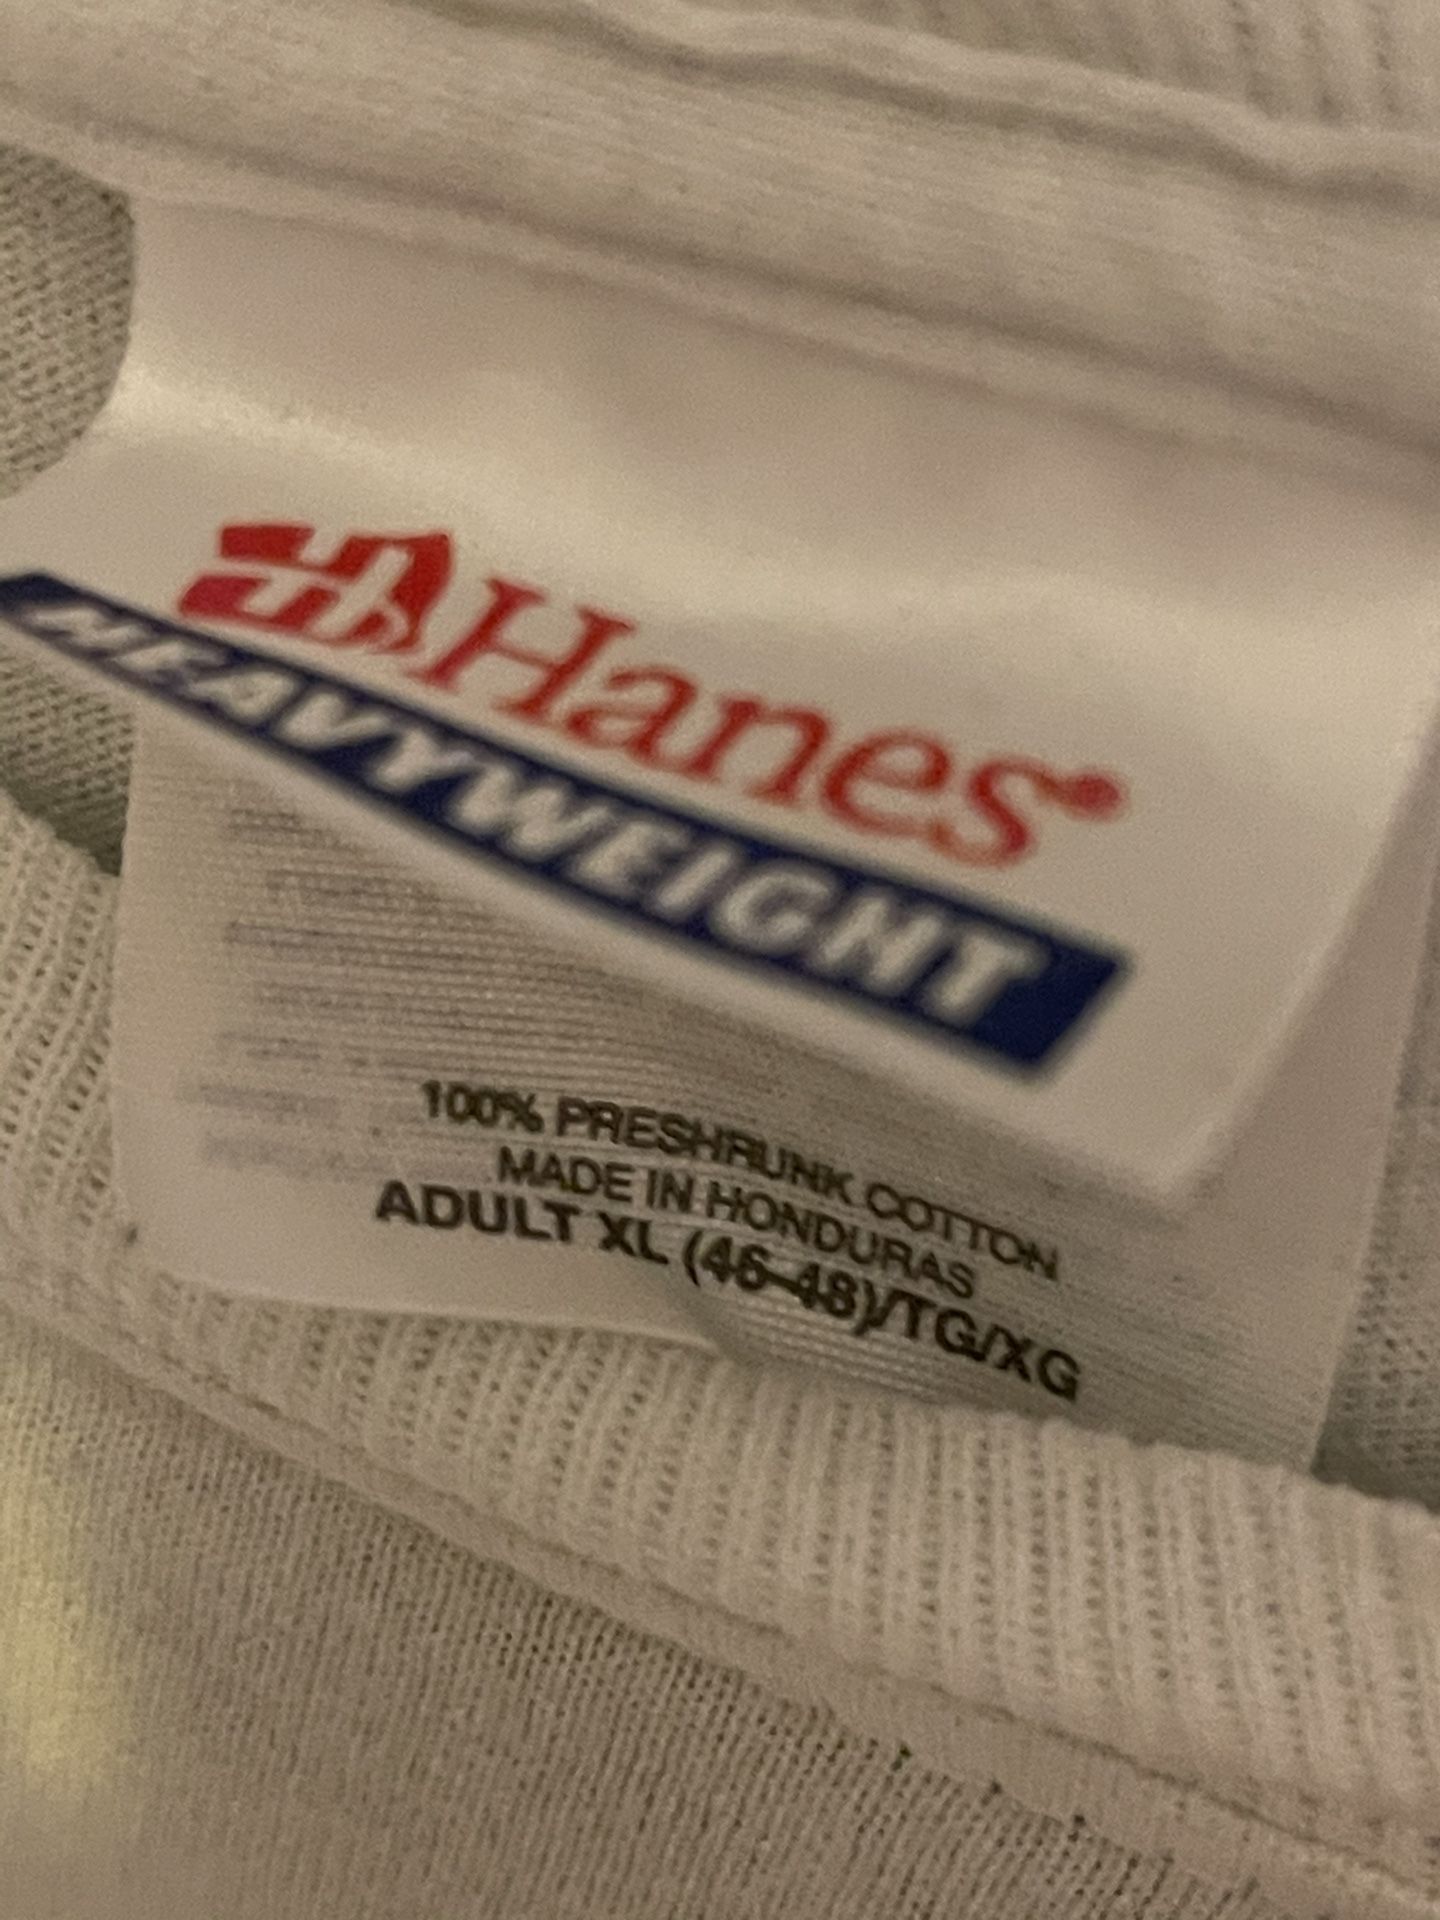 Hanes®
HEAVYWEIGHT
100% PRESHRUNK COTTON
MADE IN HONDURAS
ADULT XL (46-48)/TG/XG